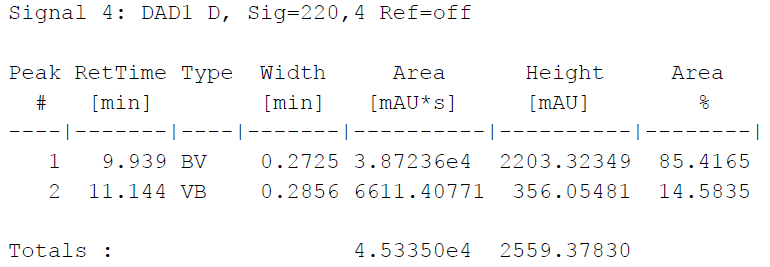 Signal 4: DAD1 D, Sig=220,4 Ref=off
Peak RetTime Type  Width     Area      Height     Area
  #   [min]        [min]   [mAU*s]     [mAU]        %
----|-------|----|-------|----------|----------|--------|
   1   9.939 BV    0.2725 3.87236e4  2203.32349  85.4165
   2  11.144 VB    0.2856 6611.40771  356.05481  14.5835
Totals :                  4.53350e4  2559.37830